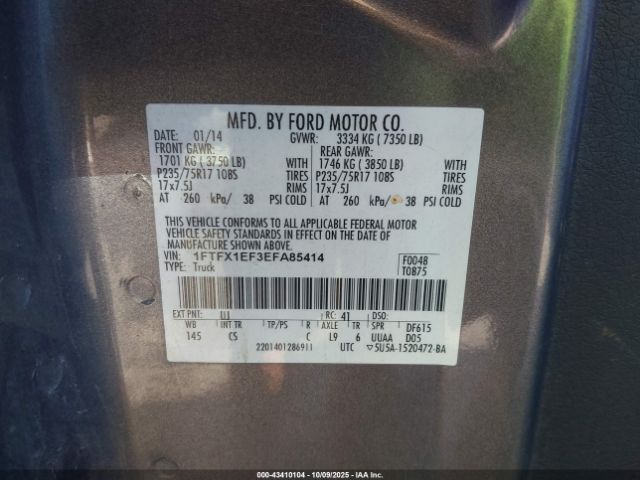 MFD. BY FORD MOTOR CO.
DATE: 01/14 GVWR: 3334 KG ( 7350 LB)
FRONT GAWR: REAR GAWR:
1701 KG ( 3750 LB) WITH 1746 KG ( 3850 LB) WITH
P235/75R17 108S TIRES P235/75R17 108S TIRES
17x7.5J RIMS 17x7.5J RIMS
AT 260 kPa/ 38 PSI COLD AT 260 kPa/ 38 PSI COLD
THIS VEHICLE CONFORMS TO ALL APPLICABLE FEDERAL MOTOR
VEHICLE SAFETY STANDARDS IN EFFECT ON THE DATE OF
MANUFACTURE SHOWN ABOVE.
VIN: 1FTFX1EF3EFA85414 F0048
TYPE: Truck T0875
EXT PNT: UJ RC: 41 DSO:
WB INT TR TP/PS R AXLE TR SPR DF615
145 CS C L9 6 UUAA D05
2201401286911 UTC ▽5U5A-1520472-BA
000-43410104 - 10/09/2025 - IAAI.COM